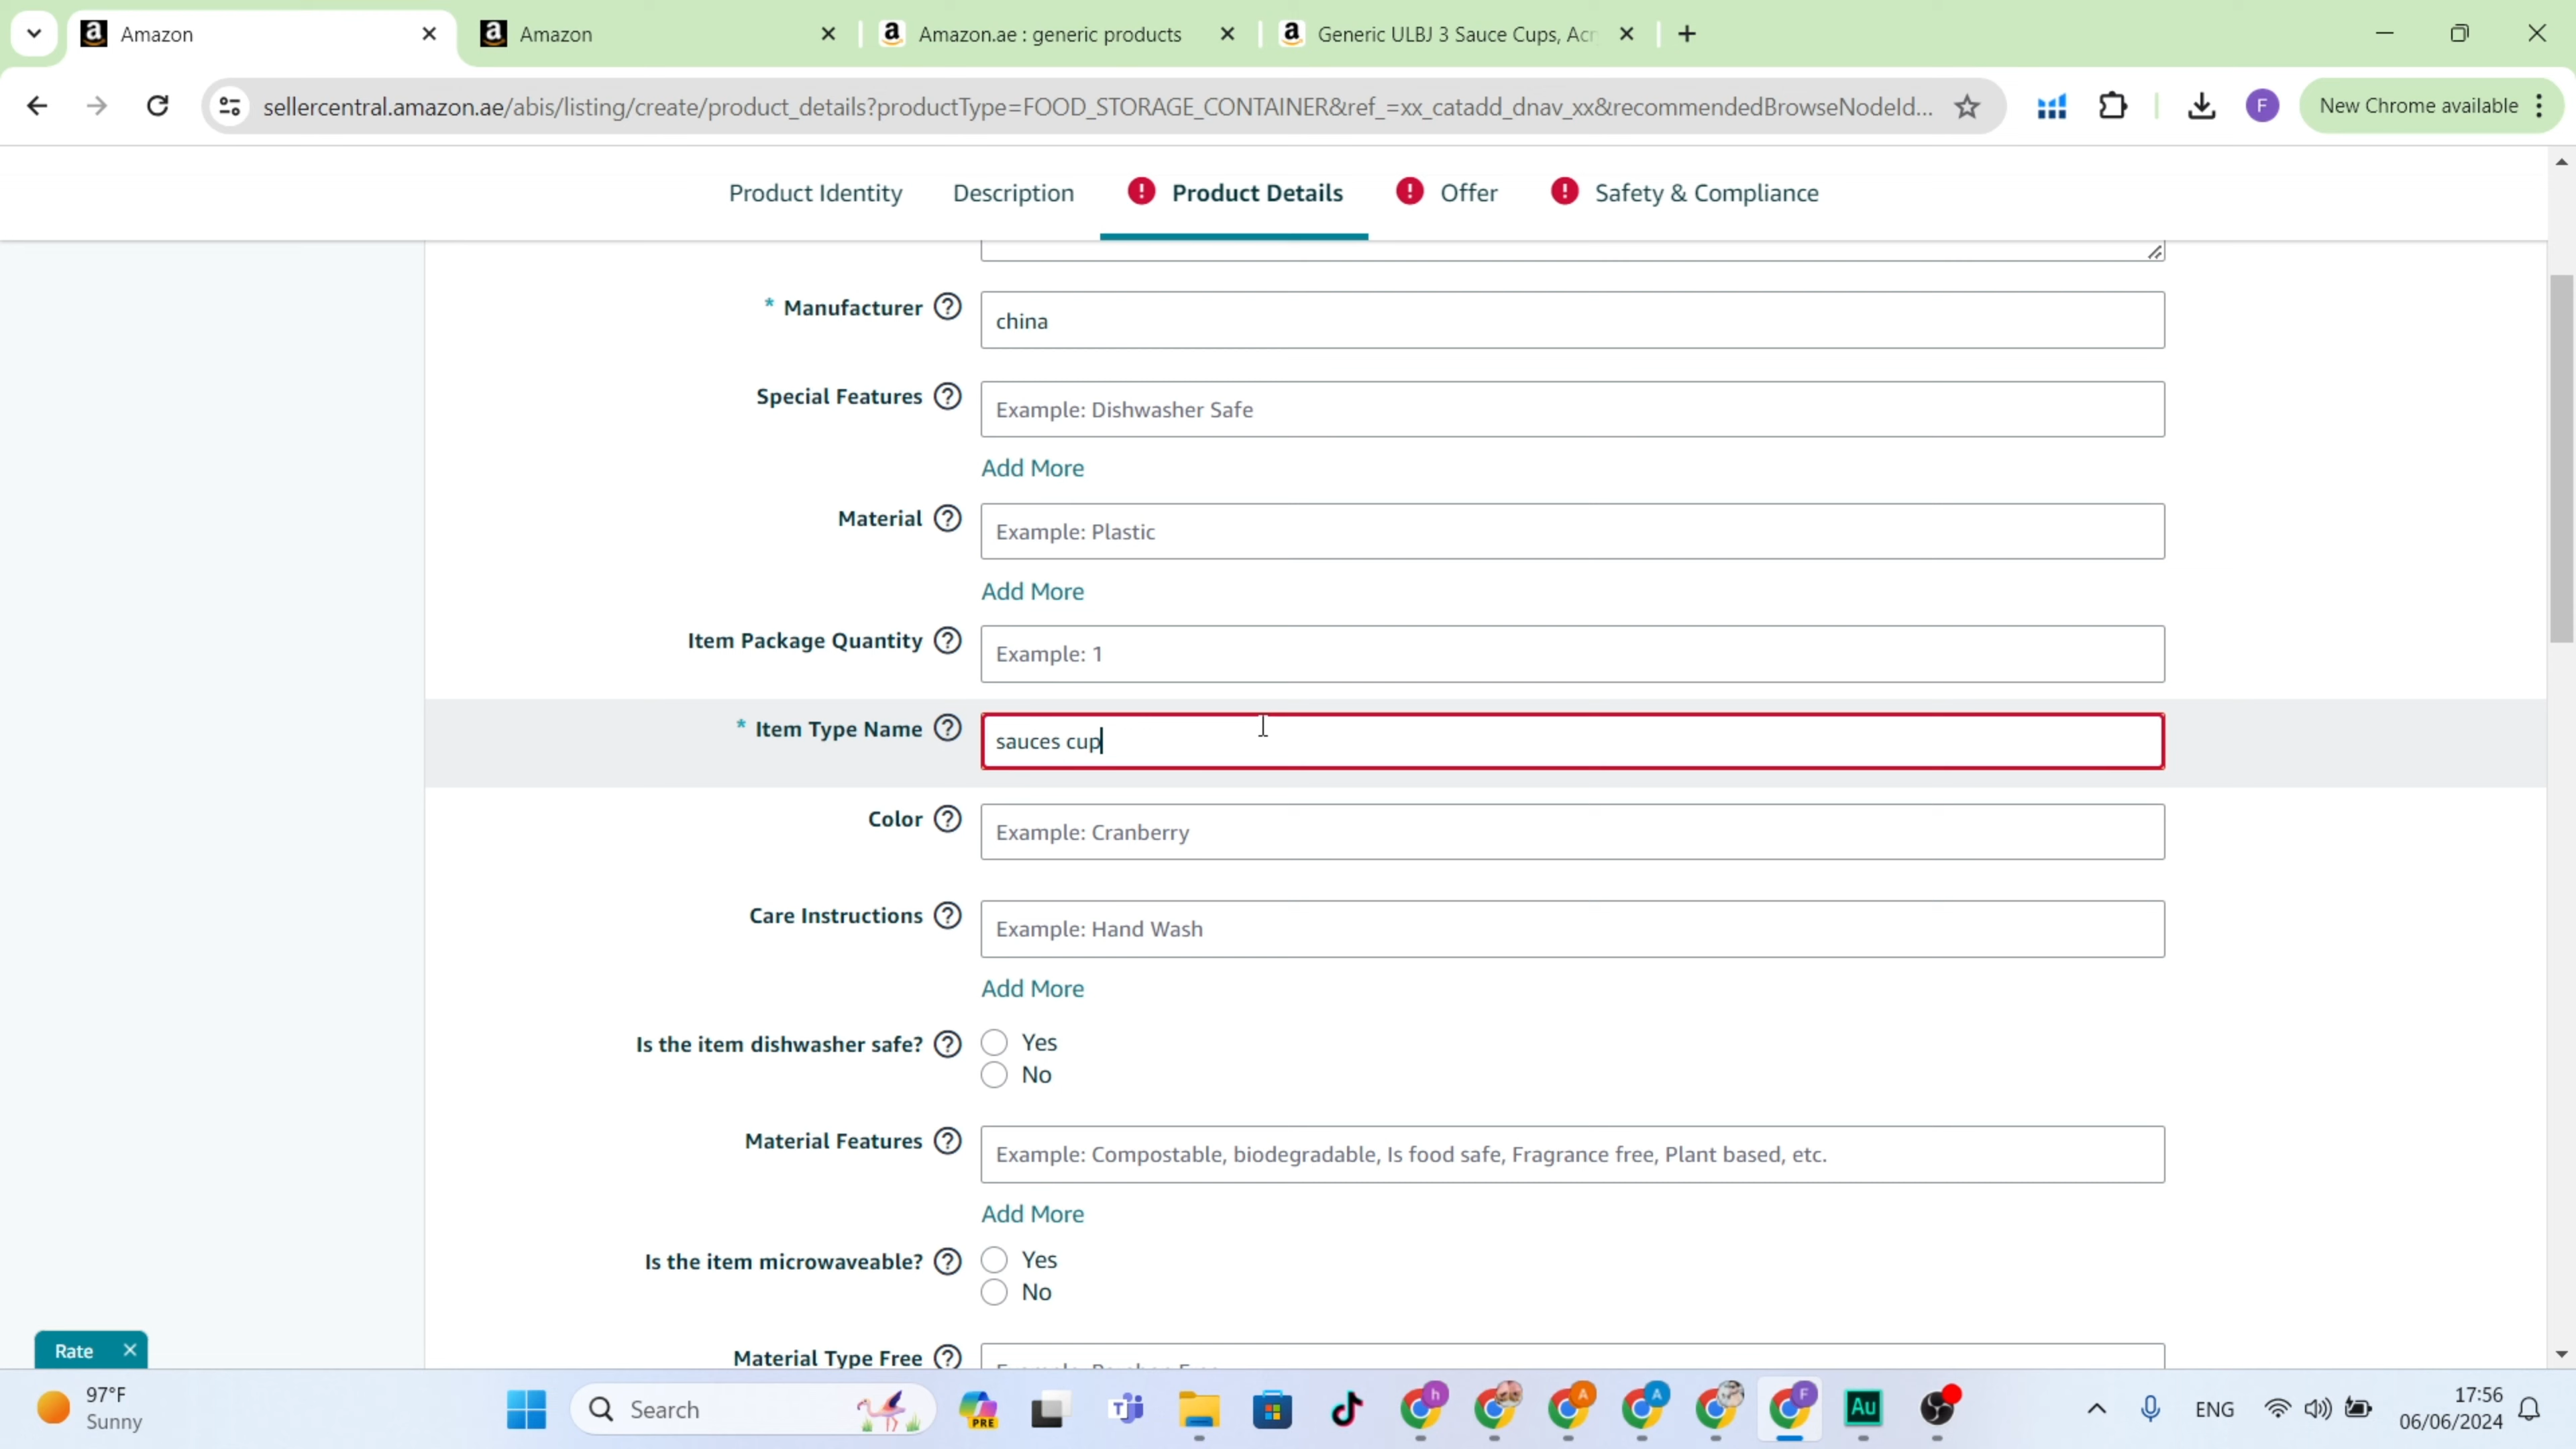 Amazon
Amazon
Amazon.ae : generic products
Generic ULBJ 3 Sauce Cups, Acr
sellercentral.amazon.ae/abis/listing/create/product_details?productType=FOOD_STORAGE_CONTAINER&ref_=xx_catadd_dnav_xx&recommendedBrowseNodeId...
F
New Chrome available
Product Identity
Description
! Product Details
! Offer
! Safety & Compliance
* Manufacturer ?
china
Special Features ?
Example: Dishwasher Safe
Add More
Material ?
Example: Plastic
Add More
Item Package Quantity ?
Example: 1
* Item Type Name ?
sauces cup
Color ?
Example: Cranberry
Care Instructions ?
Example: Hand Wash
Add More
Is the item dishwasher safe? ?
Yes
No
Material Features ?
Example: Compostable, biodegradable, Is food safe, Fragrance free, Plant based, etc.
Add More
Is the item microwaveable? ?
Yes
No
Material Type Free ?
Rate
97°F
Sunny
Search
PRE
h
A
A
F
Au
ENG
17:56
06/06/2024